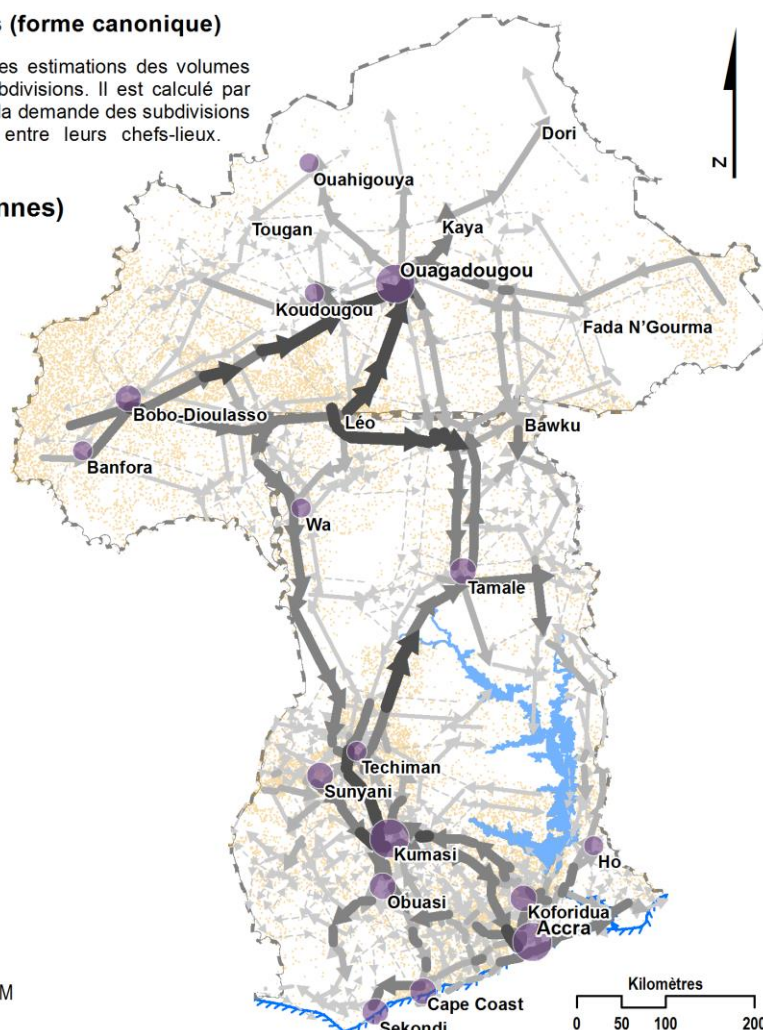 s (forme canonique)
es estimations des volumes
bdivisions. Il est calculé par
la demande des subdivisions
entre leurs chefs-lieux.
nnes)
N
Dori
Ouahigouya
Tougan
Kaya
Ouagadougou
Koudougou
Fada N'Gourma
Bobo-Dioulasso
Léo
Bawku
Banfora
Wa
Tamale
Techiman
Sunyani
Kumasi
Ho
Obuasi
Koforidua
Accra
Cape Coast
Sekondi
M
Kilomètres
0 50 100 200